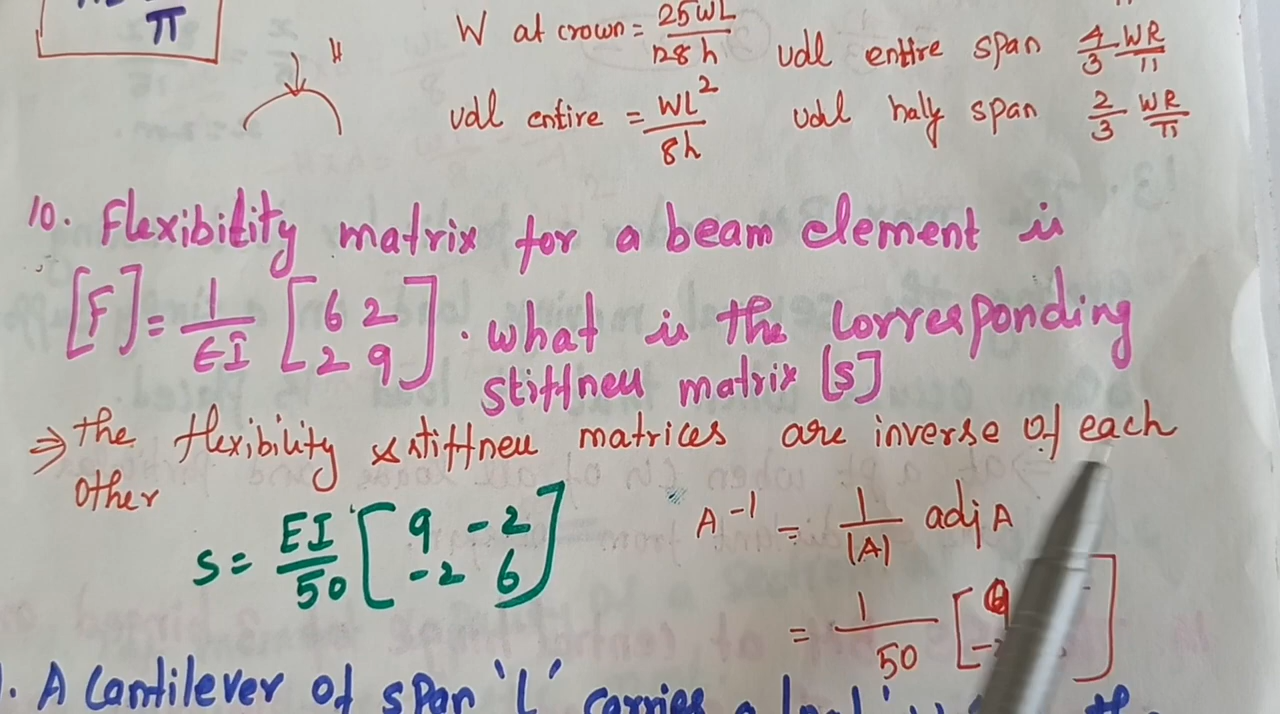 π
H
W at crown = 25WL/128h
udl entire span 4/3 WR/π
udl entire = WL²/8h
udl half span 2/3 WR/π
10. Flexibility matrix for a beam element is
[F] = 1/EI [6 2 2 9]. what is the corresponding
stiffness matrix [S]
⇒ the flexibility & stiffness matrices are inverse of each
other
S = EI/50 [9 -2 -2 6]
A⁻¹ = 1/|A| adj A
= 1/50 [9
A Cantilever of span 'L' carries a